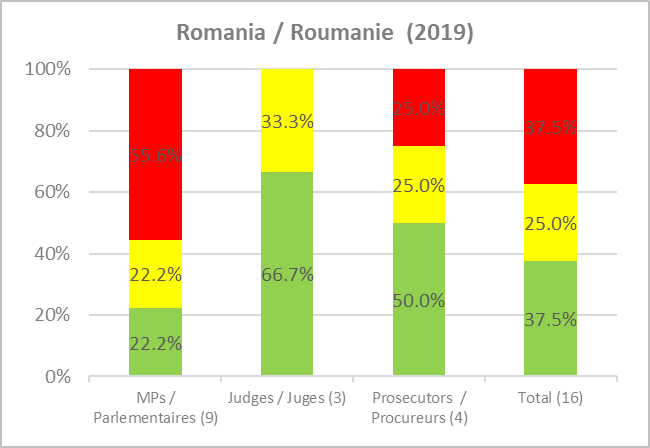 Romania / Roumanie (2019)
100%
80%
60%
40%
20%
0%
55.6%
22.2%
22.2%
33.3%
66.7%
25.0%
25.0%
50.0%
37.5%
25.0%
37.5%
MPs /
Parlementaires (9)
Judges / Juges (3)
Prosecutors /
Procureurs (4)
Total (16)